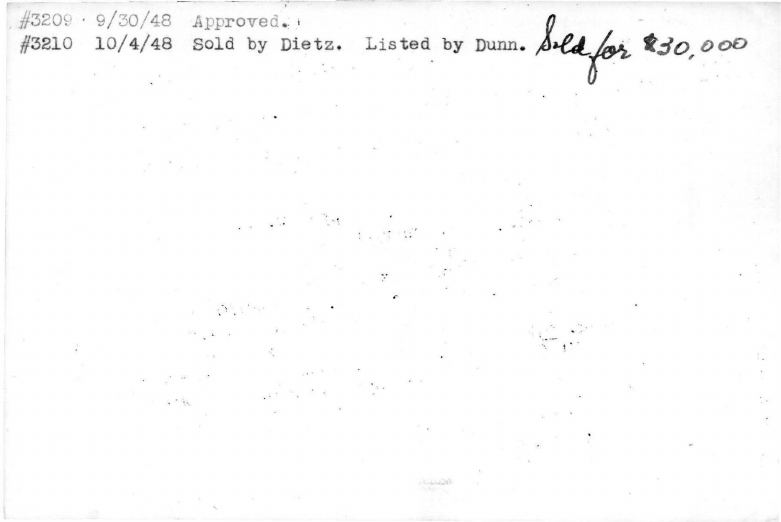 #3209 9/30/48 Approved.
#3210 10/4/48 Sold by Dietz. Listed by Dunn. Sold for $30,000